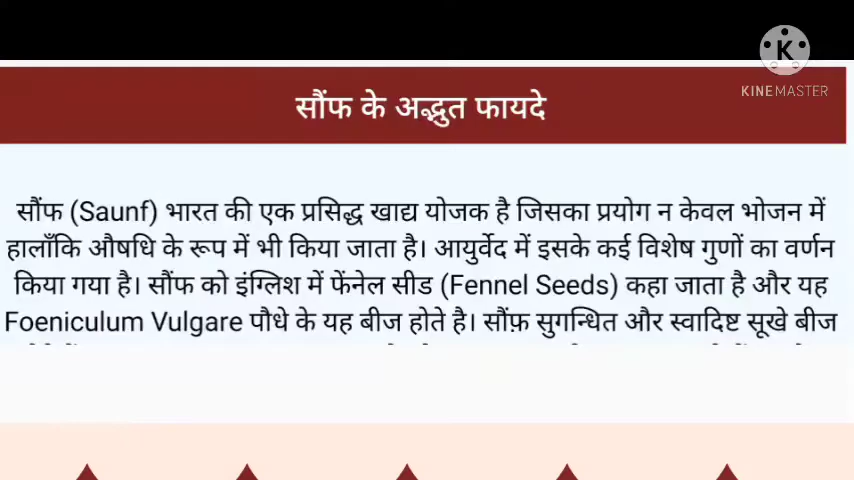 KINEMASTER
सौंफ के अद्भुत फायदे
सौंफ (Saunf) भारत की एक प्रसिद्ध खाद्य योजक है जिसका प्रयोग न केवल भोजन में
हालाँकि औषधि के रूप में भी किया जाता है। आयुर्वेद में इसके कई विशेष गुणों का वर्णन
किया गया है। सौंफ को इंग्लिश में फेंनेल सीड (Fennel Seeds) कहा जाता है और यह
Foeniculum Vulgare पौधे के यह बीज होते है। सौंफ़ सुगन्धित और स्वादिष्ट सूखे बीज